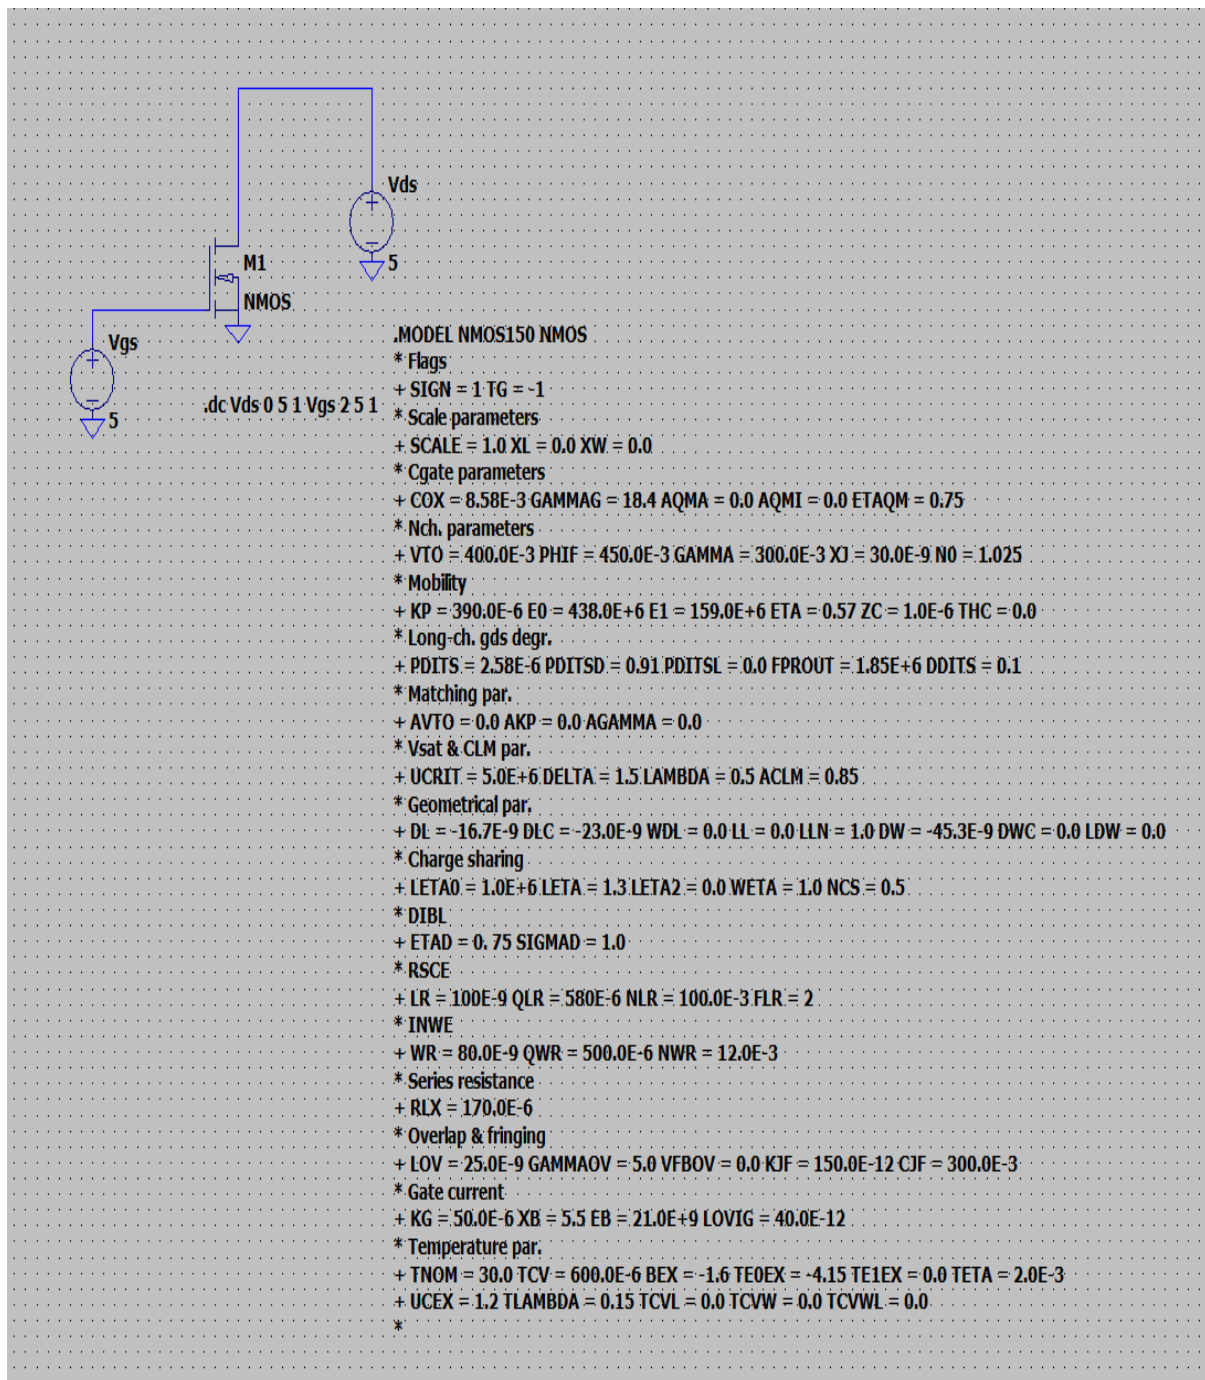 Vds
5
M1
NMOS
Vgs
5
.dc Vds 0 5 1 Vgs 2 5 1
.MODEL NMOS150 NMOS
* Flags
+ SIGN = 1 TG = -1
* Scale parameters
+ SCALE = 1.0 XL = 0.0 XW = 0.0
* Cgate parameters
+ COX = 8.58E-3 GAMMAG = 18.4 AQMA = 0.0 AQMI = 0.0 ETAQM = 0.75
* Nch. parameters
+ VTO = 400.0E-3 PHIF = 450.0E-3 GAMMA = 300.0E-3 XJ = 30.0E-9 N0 = 1.025
* Mobility
+ KP = 390.0E-6 E0 = 438.0E+6 E1 = 159.0E+6 ETA = 0.57 ZC = 1.0E-6 THC = 0.0
* Long-ch. gds degr.
+ PDITS = 2.58E-6 PDITSD = 0.91 PDITSL = 0.0 FPROUT = 1.85E+6 DDITS = 0.1
* Matching par.
+ AVTO = 0.0 AKP = 0.0 AGAMMA = 0.0
* Vsat & CLM par.
+ UCRIT = 5.0E+6 DELTA = 1.5 LAMBDA = 0.5 ACLM = 0.85
* Geometrical par.
+ DL = -16.7E-9 DLC = -23.0E-9 WDL = 0.0 LL = 0.0 LLN = 1.0 DW = -45.3E-9 DWC = 0.0 LDW = 0.0
* Charge sharing
+ LETA0 = 1.0E+6 LETA = 1.3 LETA2 = 0.0 WETA = 1.0 NCS = 0.5
* DIBL
+ ETAD = 0. 75 SIGMAD = 1.0
* RSCE
+ LR = 100E-9 QLR = 580E-6 NLR = 100.0E-3 FLR = 2
* INWE
+ WR = 80.0E-9 QWR = 500.0E-6 NWR = 12.0E-3
* Series resistance
+ RLX = 170.0E-6
* Overlap & fringing
+ LOV = 25.0E-9 GAMMAOV = 5.0 VFBOV = 0.0 KJF = 150.0E-12 CJF = 300.0E-3
* Gate current
+ KG = 50.0E-6 XB = 5.5 EB = 21.0E+9 LOVIG = 40.0E-12
* Temperature par.
+ TNOM = 30.0 TCV = 600.0E-6 BEX = -1.6 TE0EX = -4.15 TE1EX = 0.0 TETA = 2.0E-3
+ UCEX = 1.2 TLAMBDA = 0.15 TCVL = 0.0 TCVW = 0.0 TCVWL = 0.0
*